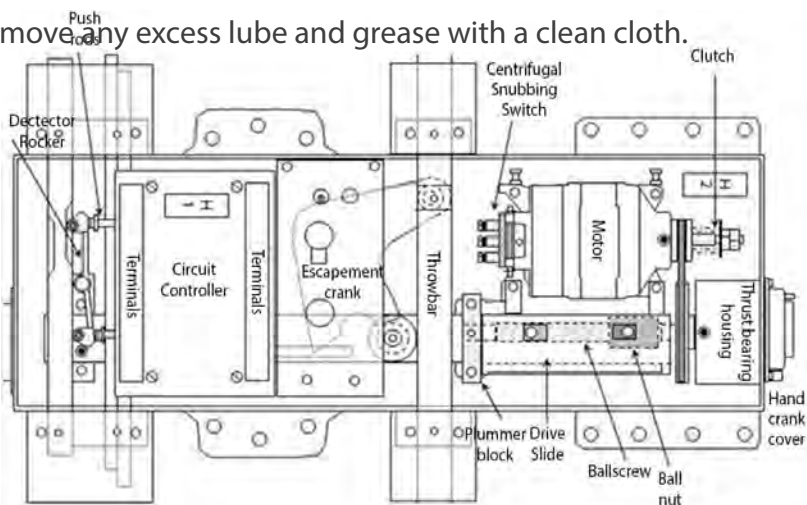 move any excess lube and grease with a clean cloth.
Push
rods
Dectector
Rocker
Centrifugal
Snubbing
Switch
Clutch
H 1
H 2
Terminals
Circuit
Controller
Terminals
Escapement
crank
Throwbar
Motor
Thrust bearing
housing
Hand
crank
cover
Plummer
block
Drive
Slide
Ballscrew
Ball
nut